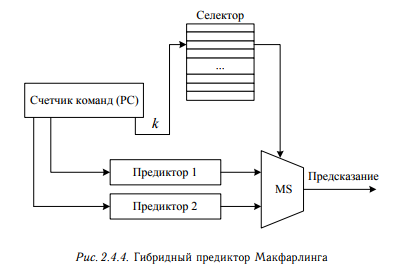 Селектор
...
Счетчик команд (PC)
k
Предиктор 1
Предиктор 2
MS
Предсказание
Рис. 2.4.4. Гибридный предиктор Макфарлинга